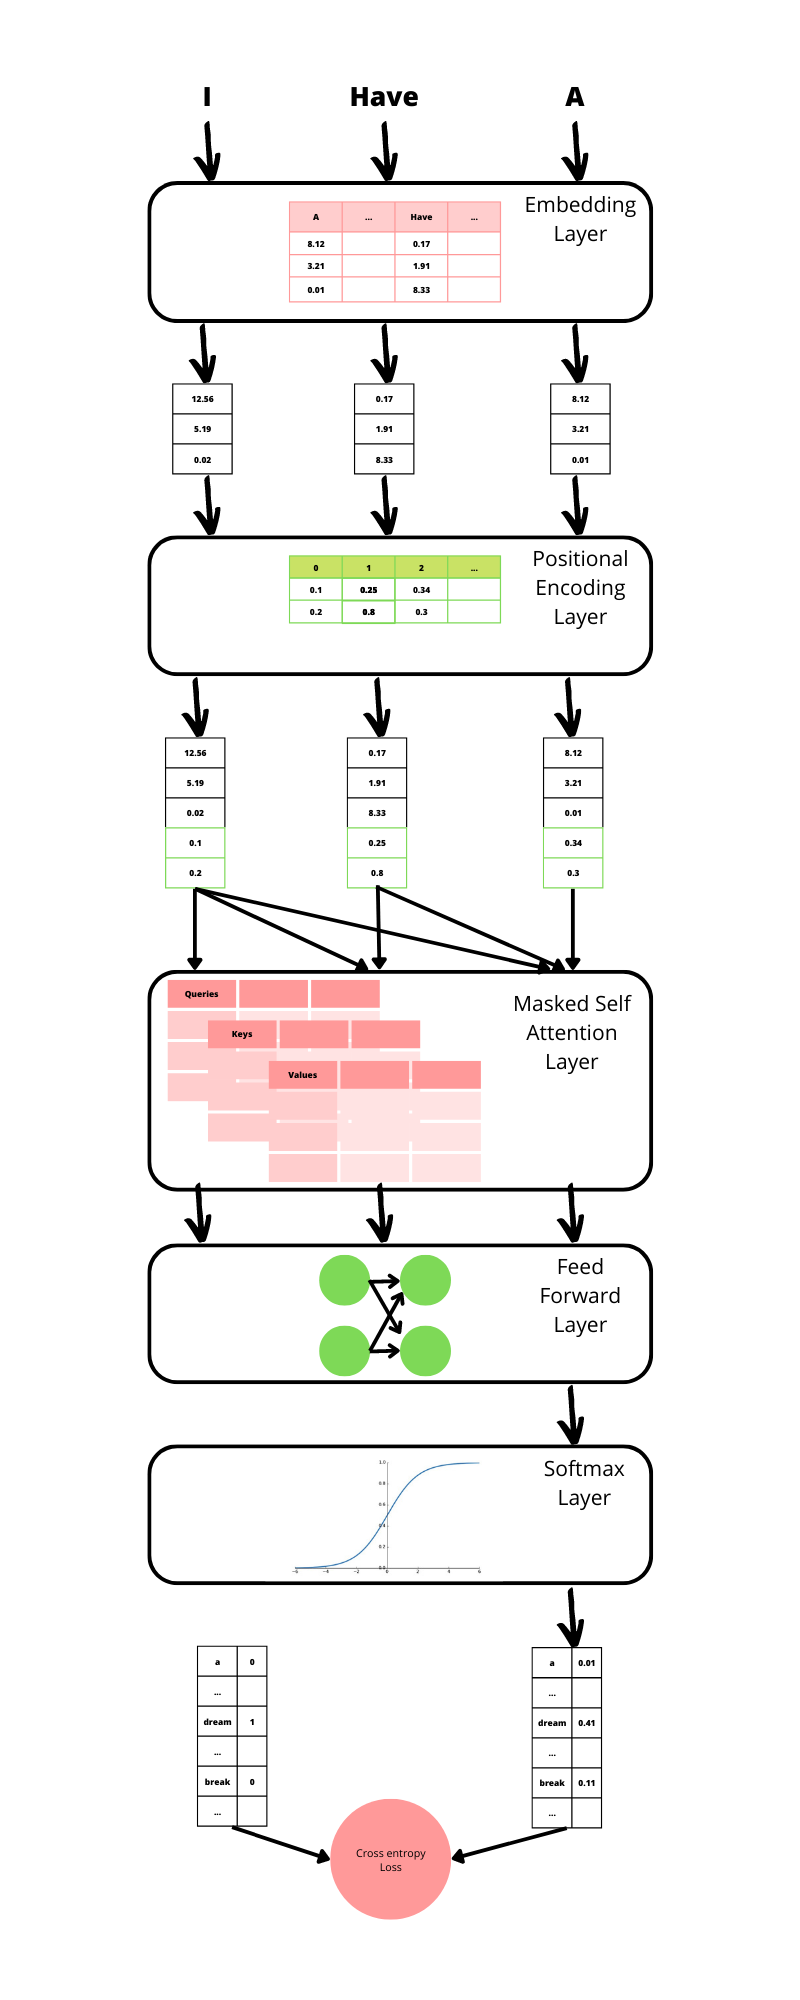 I Have A
Embedding
Layer
A ... Have ...
8.12 0.17
3.21 1.91
0.01 8.33
12.56 0.17 8.12
5.19 1.91 3.21
0.02 8.33 0.01
Positional
Encoding
Layer
0 1 2 ...
0.1 0.25 0.34
0.2 0.8 0.3
12.56 0.17 8.12
5.19 1.91 3.21
0.02 8.33 0.01
0.1 0.25 0.34
0.2 0.8 0.3
Masked Self
Attention
Layer
Queries
Keys
Values
Feed
Forward
Layer
Softmax
Layer
1.0
0.8
0.6
0.4
0.2
0.0
−6 −4 −2 0 2 4 6
a 0
...
dream 1
...
break 0
...
a 0.01
...
dream 0.41
...
break 0.11
...
Cross entropy
Loss